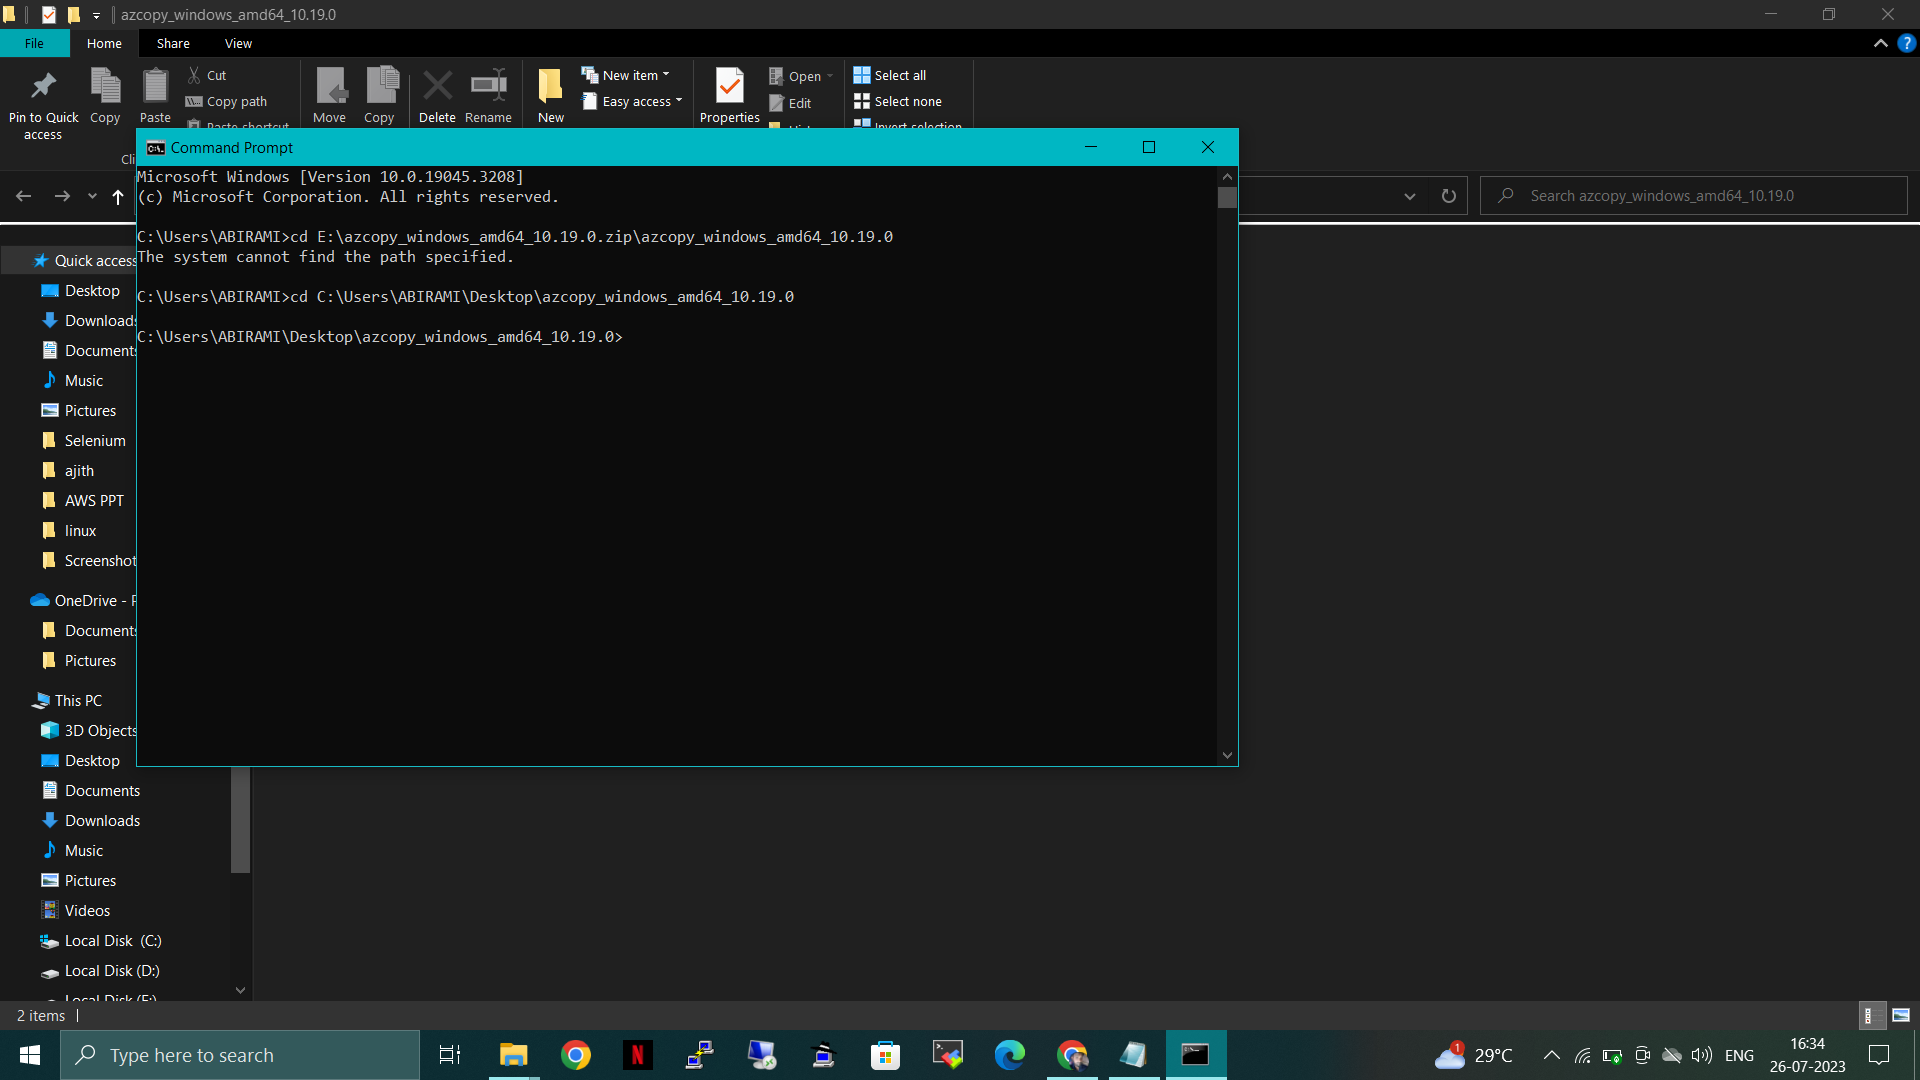 azcopy_windows_amd64_10.19.0
File
Home
Share
View
Pin to Quick access
Copy
Paste
Cut
Copy path
Paste shortcut
Move
Copy
Delete
Rename
New
New item
Easy access
Properties
Open
Edit
Select all
Select none
Invert selection
Command Prompt
Microsoft Windows [Version 10.0.19045.3208]
(c) Microsoft Corporation. All rights reserved.
C:\Users\ABIRAMI>cd E:\azcopy_windows_amd64_10.19.0.zip\azcopy_windows_amd64_10.19.0
The system cannot find the path specified.
C:\Users\ABIRAMI>cd C:\Users\ABIRAMI\Desktop\azcopy_windows_amd64_10.19.0
C:\Users\ABIRAMI\Desktop\azcopy_windows_amd64_10.19.0>
Search azcopy_windows_amd64_10.19.0
Quick access
Desktop
Downloads
Documents
Music
Pictures
Selenium
ajith
AWS PPT
linux
Screenshot
OneDrive - P
Documents
Pictures
This PC
3D Objects
Desktop
Documents
Downloads
Music
Pictures
Videos
Local Disk (C:)
Local Disk (D:)
Local Disk (E:)
2 items
Type here to search
1
29°C
ENG
16:34
26-07-2023